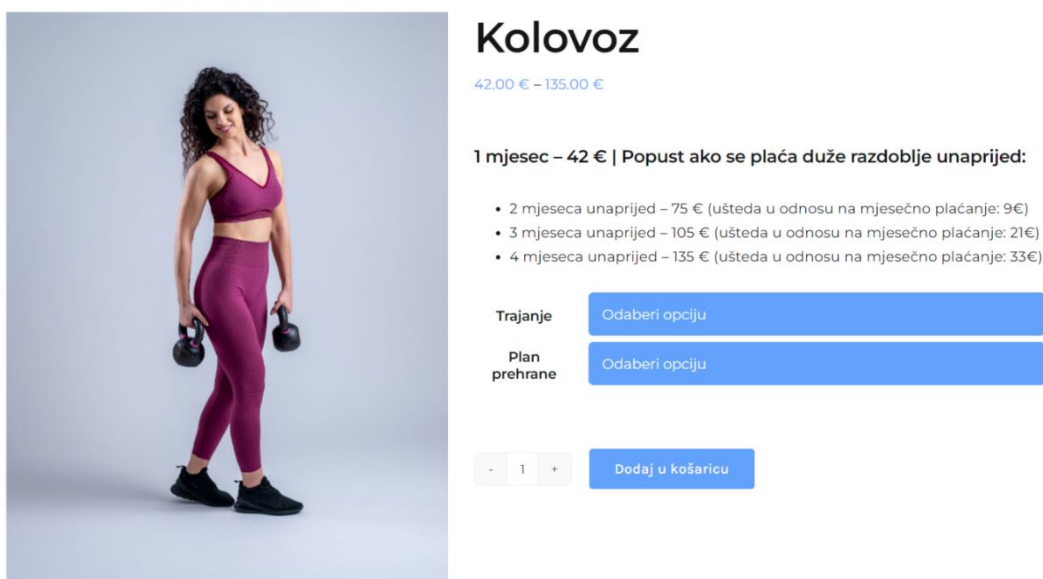 Kolovoz
42.00 € – 135.00 €
1 mjesec – 42 € | Popust ako se plaća duže razdoblje unaprijed:
• 2 mjeseca unaprijed – 75 € (ušteda u odnosu na mjesečno plaćanje: 9€)
• 3 mjeseca unaprijed – 105 € (ušteda u odnosu na mjesečno plaćanje: 21€)
• 4 mjeseca unaprijed – 135 € (ušteda u odnosu na mjesečno plaćanje: 33€)
Trajanje Odaberi opciju
Plan
prehrane Odaberi opciju
- 1 + Dodaj u košaricu